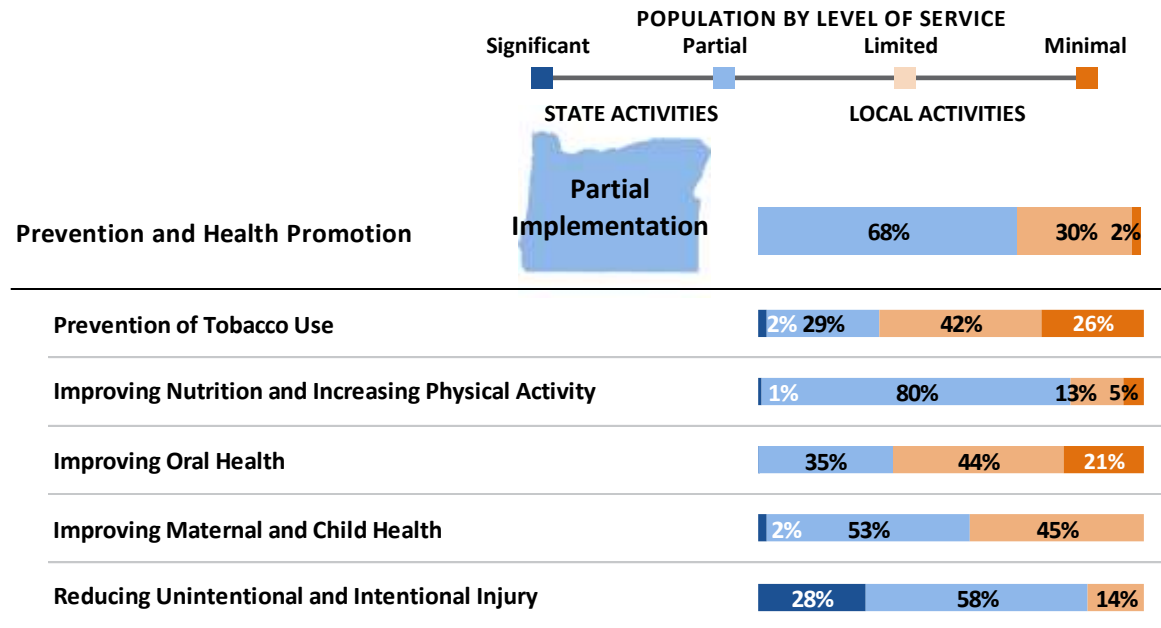 POPULATION BY LEVEL OF SERVICE
Significant Partial Limited Minimal
STATE ACTIVITIES LOCAL ACTIVITIES
Partial
Implementation
Prevention and Health Promotion 68% 30% 2%
Prevention of Tobacco Use 2% 29% 42% 26%
Improving Nutrition and Increasing Physical Activity 1% 80% 13% 5%
Improving Oral Health 35% 44% 21%
Improving Maternal and Child Health 2% 53% 45%
Reducing Unintentional and Intentional Injury 28% 58% 14%